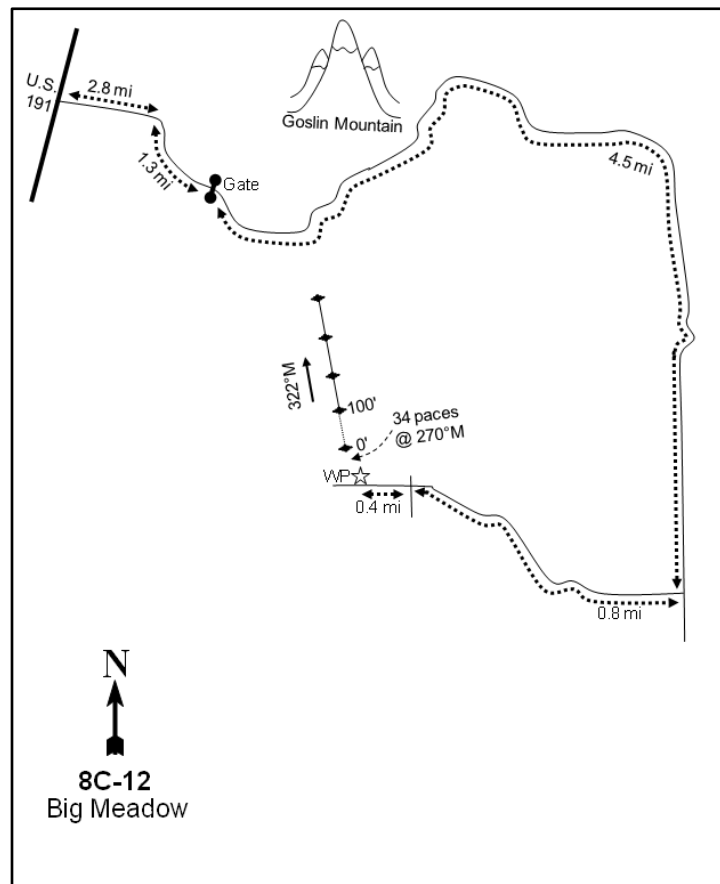 U.S.
191
2.8 mi
1.3 mi
Gate
Goslin Mountain
4.5 mi
322°M
100'
0'
34 paces
@ 270°M
WP
0.4 mi
0.8 mi
N
8C-12
Big Meadow